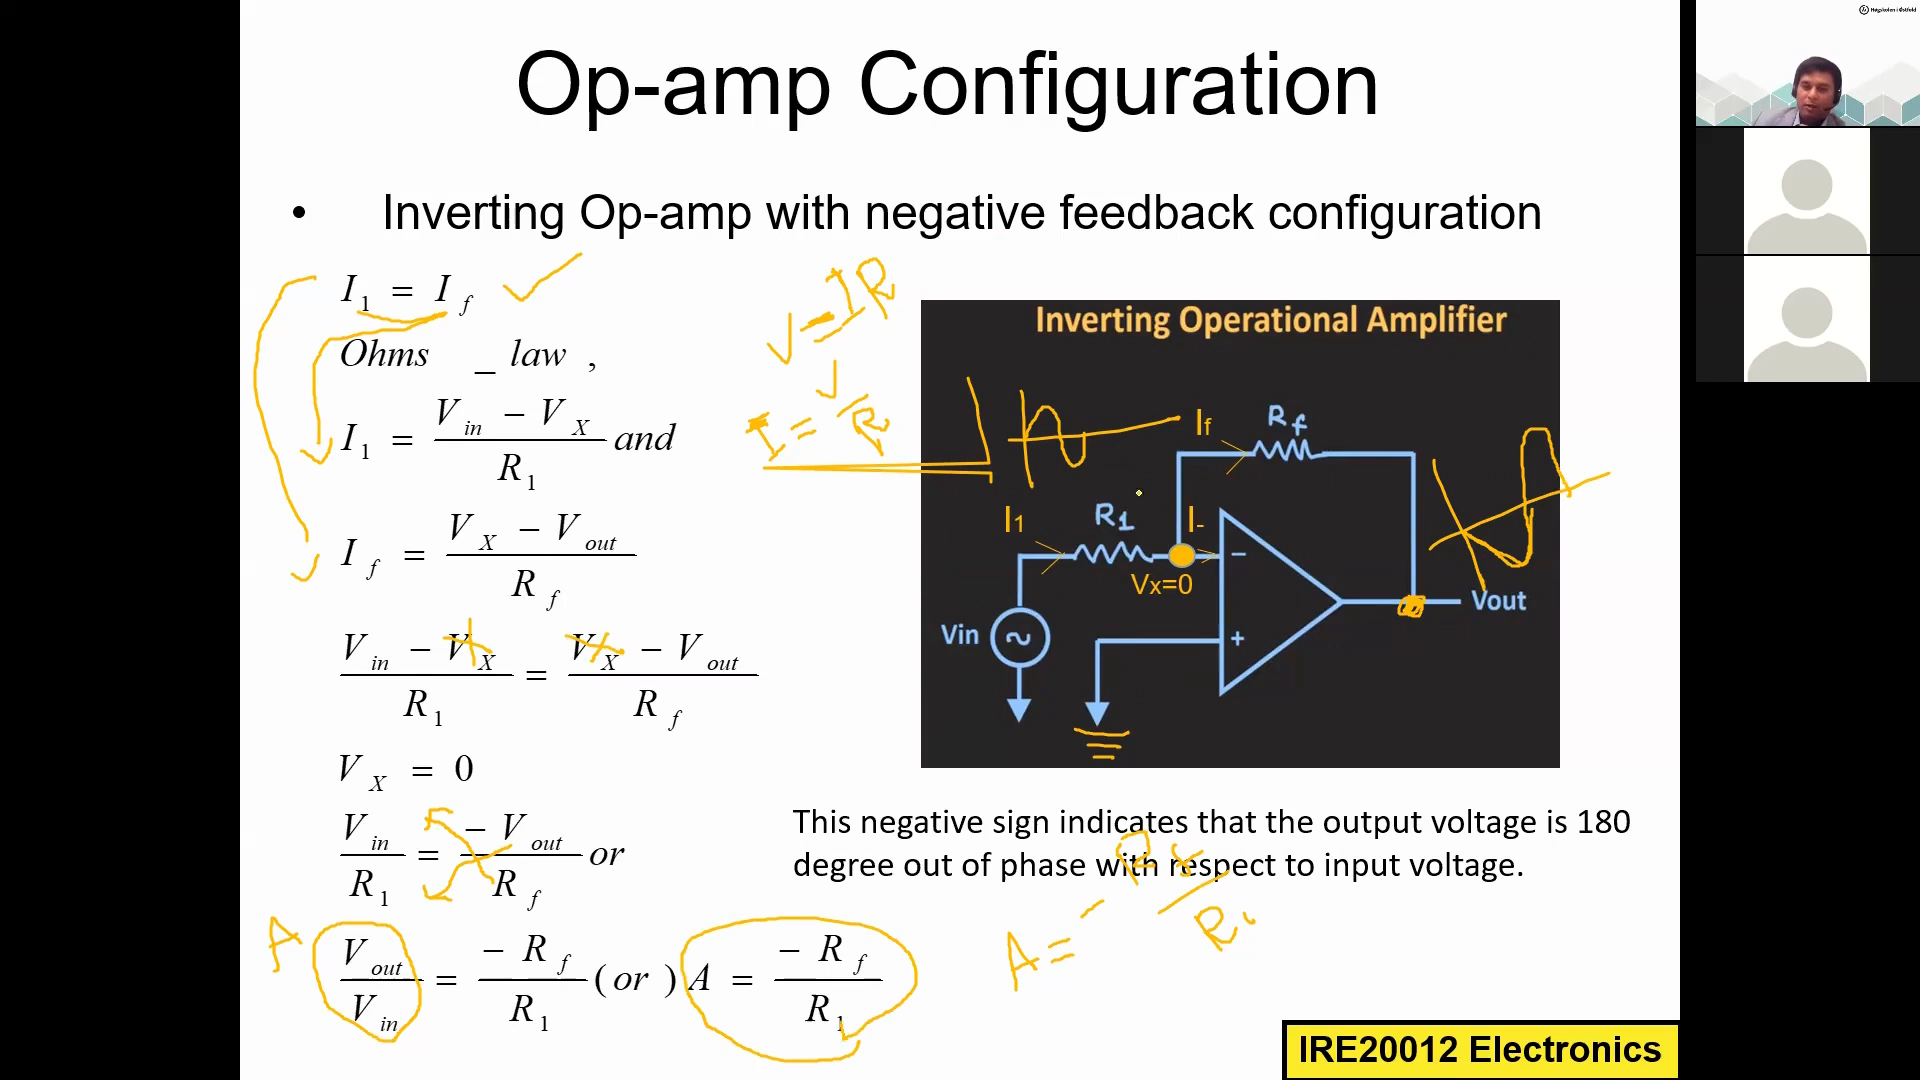 Høgskolen i Østfold
Op-amp Configuration
• Inverting Op-amp with negative feedback configuration
I1 = If
Ohms _ law ,
I1 = (Vin − VX) / R1 and
If = (VX − Vout) / Rf
(Vin − VX) / R1 = (VX − Vout) / Rf
VX = 0
Vin / R1 = − Vout / Rf or
A
Vout / Vin = − Rf / R1 (or) A = − Rf / R1
V = IR
I = V / R
Inverting Operational Amplifier
If
Rf
I1
R1
I-
Vx=0
−
Vin
+
Vout
This negative sign indicates that the output voltage is 180
degree out of phase with respect to input voltage.
A = - Rf / R1
IRE20012 Electronics